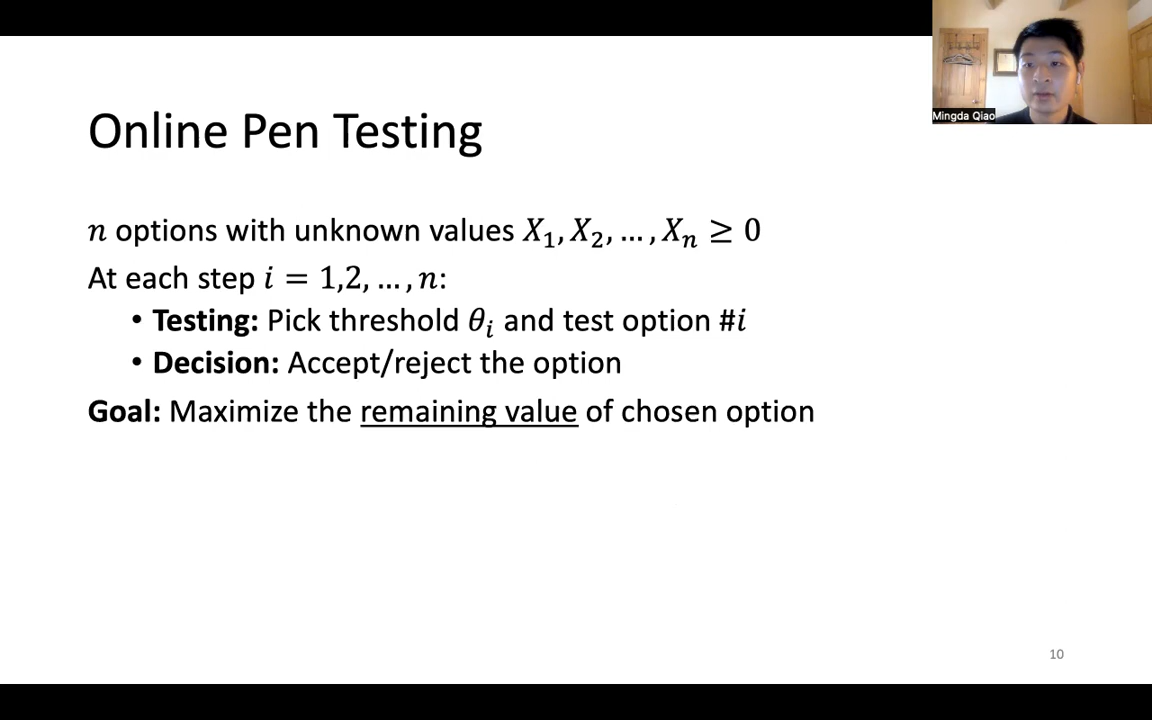 Mingda Qiao
Online Pen Testing
n options with unknown values X₁, X₂, … , Xₙ ≥ 0
At each step i = 1,2, … , n:
• Testing: Pick threshold θᵢ and test option #i
• Decision: Accept/reject the option
Goal: Maximize the remaining value of chosen option
10